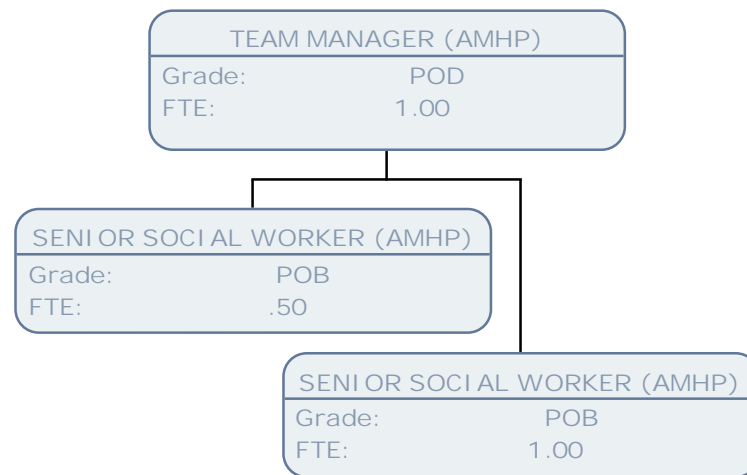 TEAM MANAGER (AMHP)
Grade: POD
FTE: 1.00
SENIOR SOCIAL WORKER (AMHP)
Grade: POB
FTE: .50
SENIOR SOCIAL WORKER (AMHP)
Grade: POB
FTE: 1.00